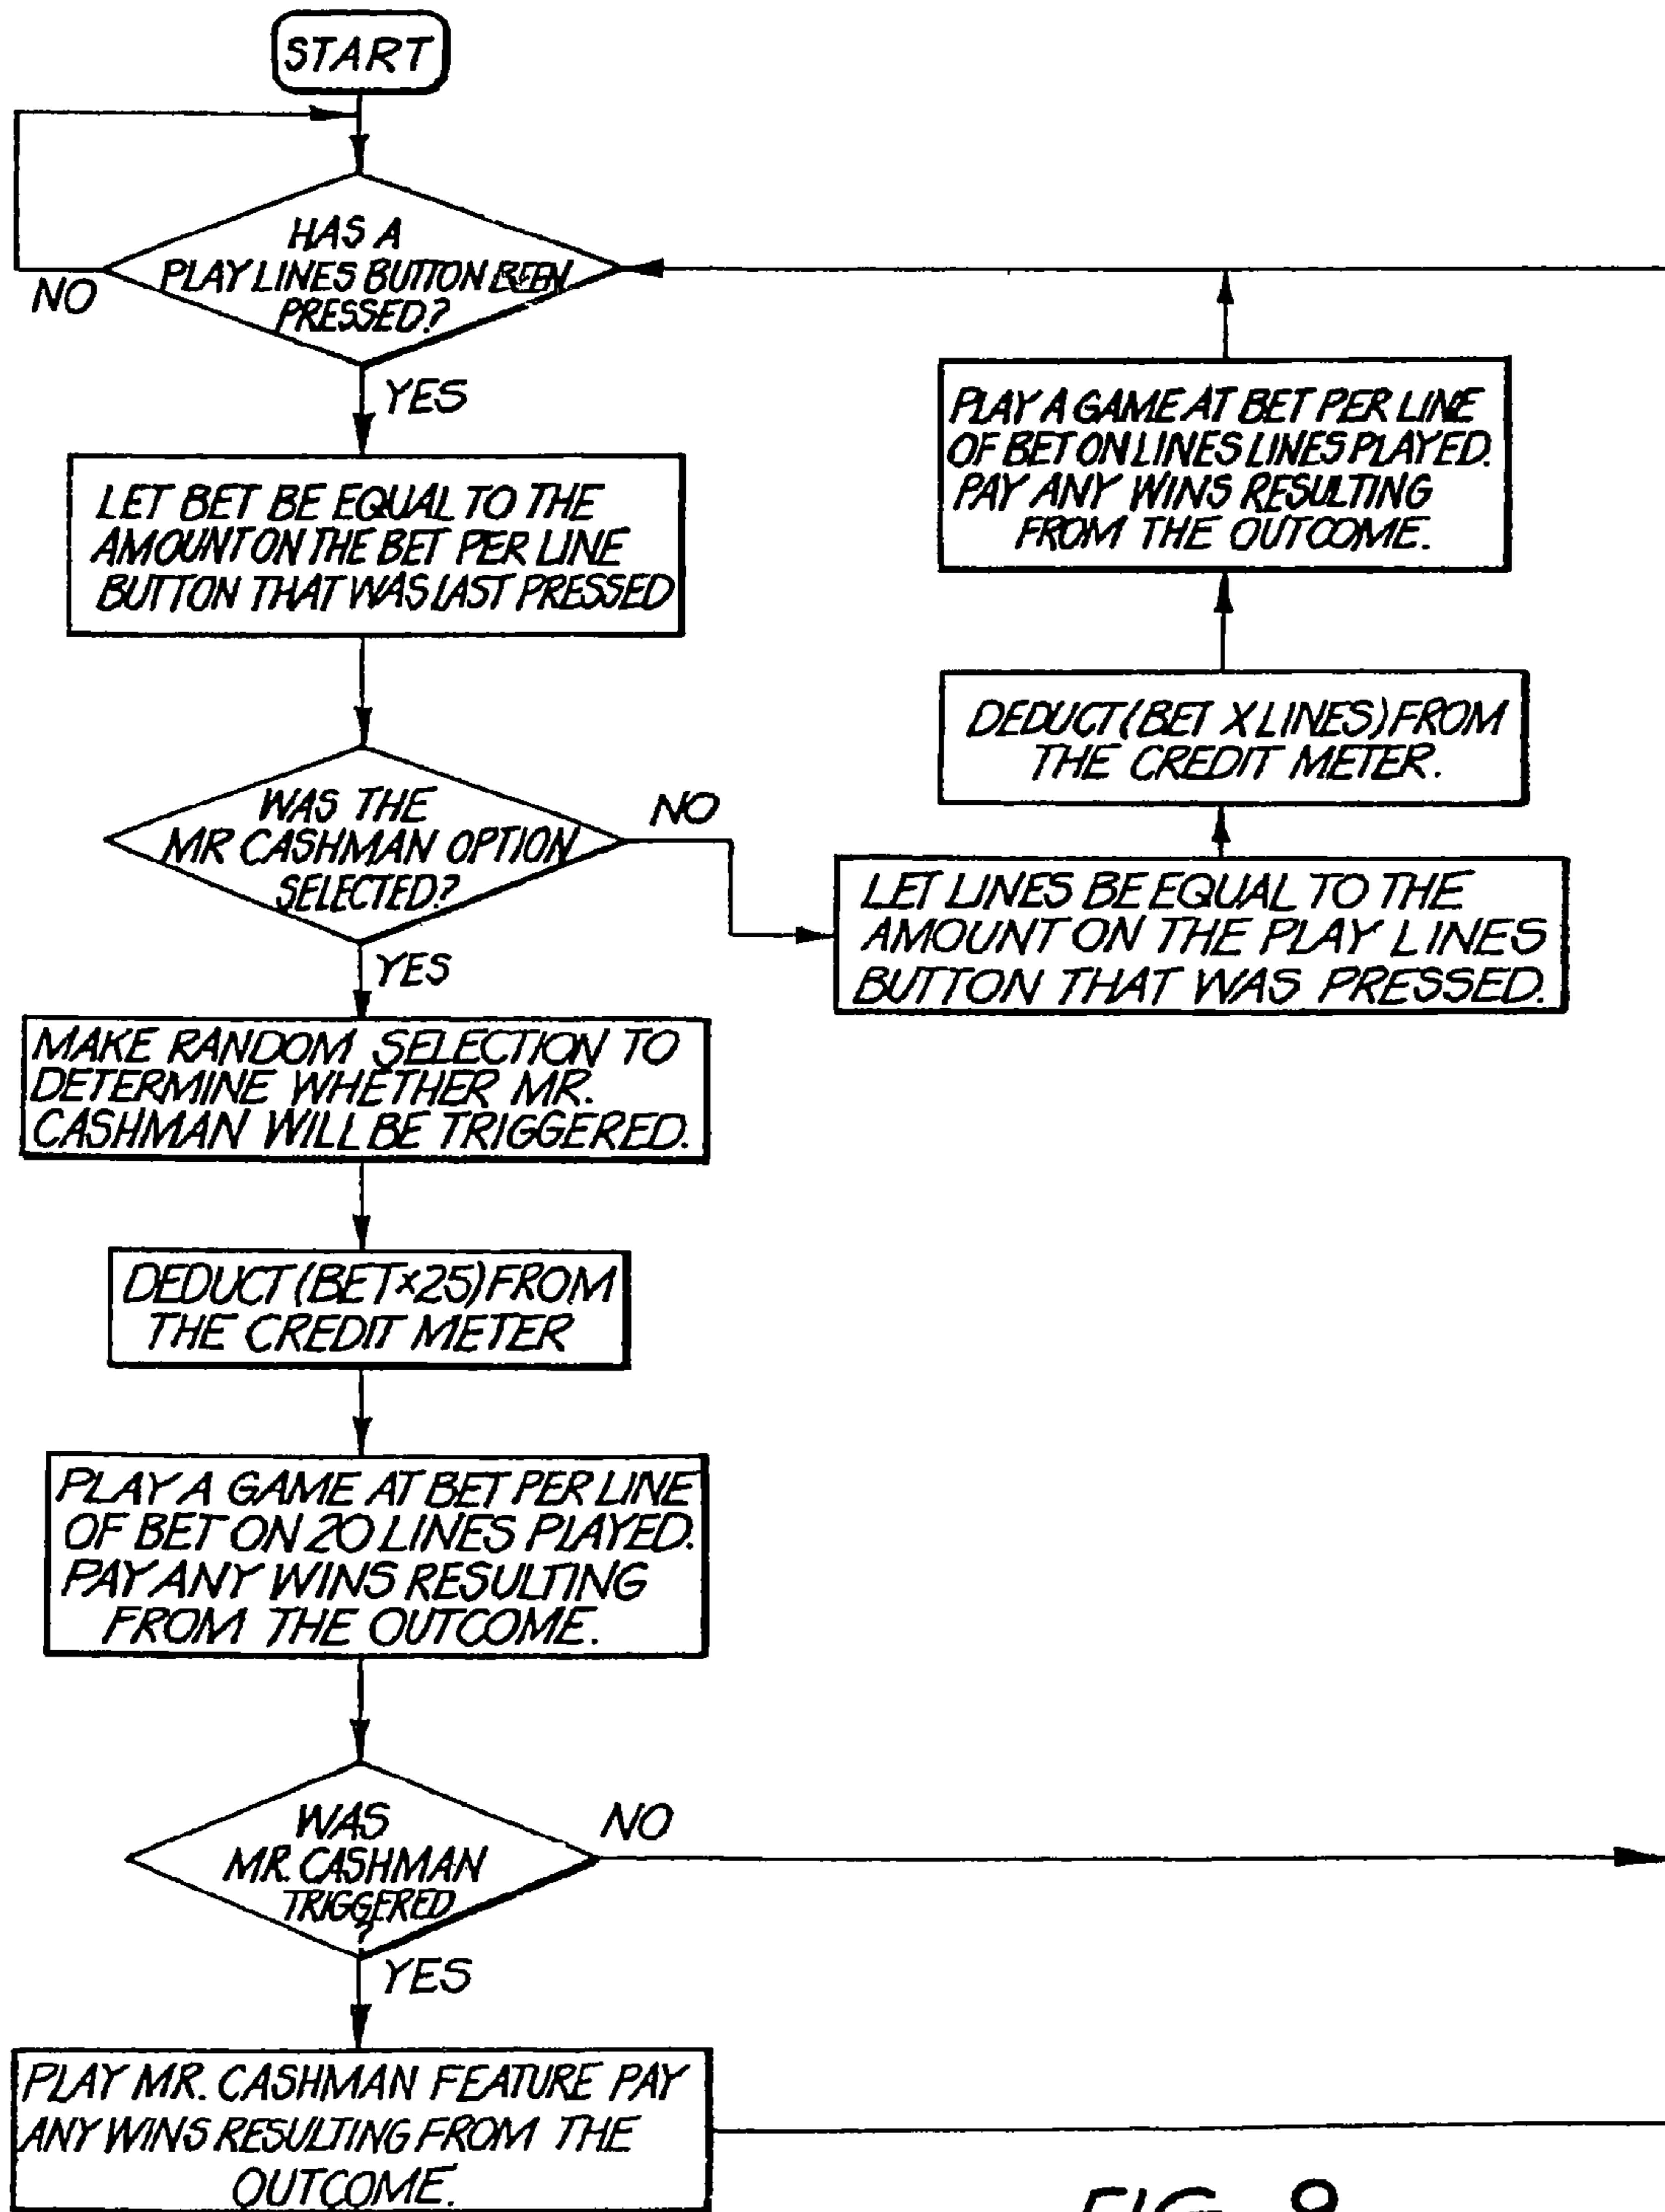 START
HAS A
PLAY LINES BUTTON BEEN
PRESSED?
NO
YES
LET BET BE EQUAL TO THE
AMOUNT ON THE BET PER LINE
BUTTON THAT WAS LAST PRESSED
WAS THE
MR CASHMAN OPTION
SELECTED?
NO
YES
PLAY A GAME AT BET PER LINE
OF BET ON LINES LINES PLAYED.
PAY ANY WINS RESULTING
FROM THE OUTCOME.
DEDUCT (BET X LINES) FROM
THE CREDIT METER.
LET LINES BE EQUAL TO THE
AMOUNT ON THE PLAY LINES
BUTTON THAT WAS PRESSED.
MAKE RANDOM SELECTION TO
DETERMINE WHETHER MR.
CASHMAN WILL BE TRIGGERED.
DEDUCT (BET×25) FROM
THE CREDIT METER
PLAY A GAME AT BET PER LINE
OF BET ON 20 LINES PLAYED.
PAY ANY WINS RESULTING
FROM THE OUTCOME.
WAS
MR. CASHMAN
TRIGGERED
?
NO
YES
PLAY MR. CASHMAN FEATURE PAY
ANY WINS RESULTING FROM THE
OUTCOME.